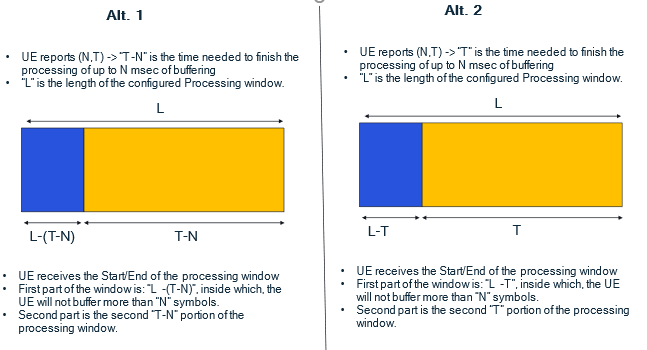 Alt. 1
• UE reports (N,T) -> "T-N" is the time needed to finish the
processing of up to N msec of buffering
• "L" is the length of the configured Processing window.
L
L-(T-N)
T-N
• UE receives the Start/End of the processing window
• First part of the window is: "L -(T-N)", inside which, the
UE will not buffer more than "N" symbols.
• Second part is the second "T-N" portion of the
processing window.
Alt. 2
• UE reports (N,T) -> "T" is the time needed to finish the
processing of up to N msec of buffering
• "L" is the length of the configured Processing window.
L
L-T
T
• UE receives the Start/End of the processing window
• First part of the window is: "L -T", inside which, the UE
will not buffer more than "N" symbols.
• Second part is the second "T" portion of the processing
window.